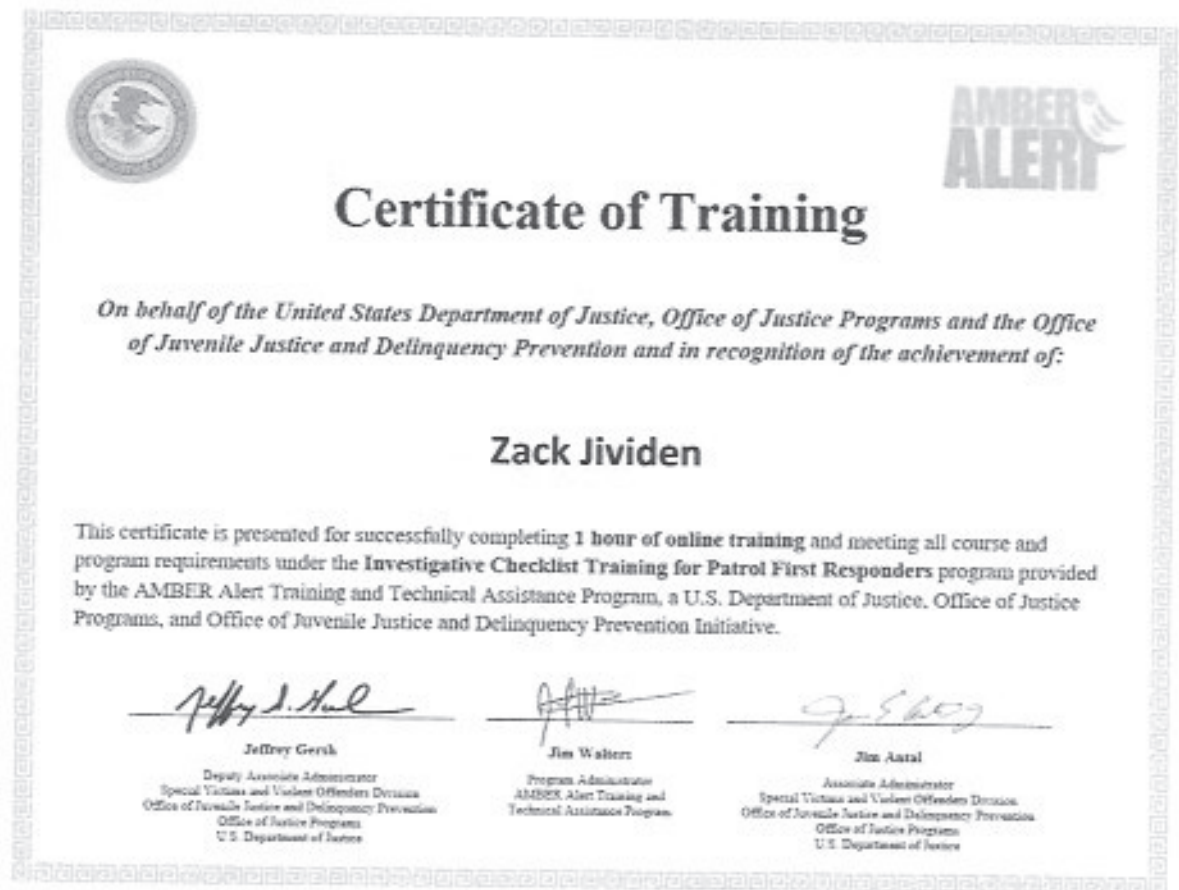 AMBER
ALERT
Certificate of Training
On behalf of the United States Department of Justice, Office of Justice Programs and the Office
of Juvenile Justice and Delinquency Prevention and in recognition of the achievement of:
Zack Jividen
This certificate is presented for successfully completing 1 hour of online training and meeting all course and
program requirements under the Investigative Checklist Training for Patrol First Responders program provided
by the AMBER Alert Training and Technical Assistance Program, a U.S. Department of Justice, Office of Justice
Programs, and Office of Juvenile Justice and Delinquency Prevention Initiative.
Jeffrey Gersh
Deputy Associate Administrator
Special Victims and Violent Offenders Division
Office of Juvenile Justice and Delinquency Prevention
Office of Justice Programs
U.S. Department of Justice
Jim Walters
Program Administrator
AMBER Alert Training and
Technical Assistance Program
Jim Antal
Associate Administrator
Special Victims and Violent Offenders Division
Office of Juvenile Justice and Delinquency Prevention
Office of Justice Programs
U.S. Department of Justice